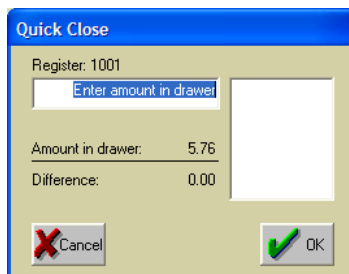 Quick Close
Register: 1001
Enter amount in drawer
Amount in drawer: 5.76
Difference: 0.00
Cancel OK